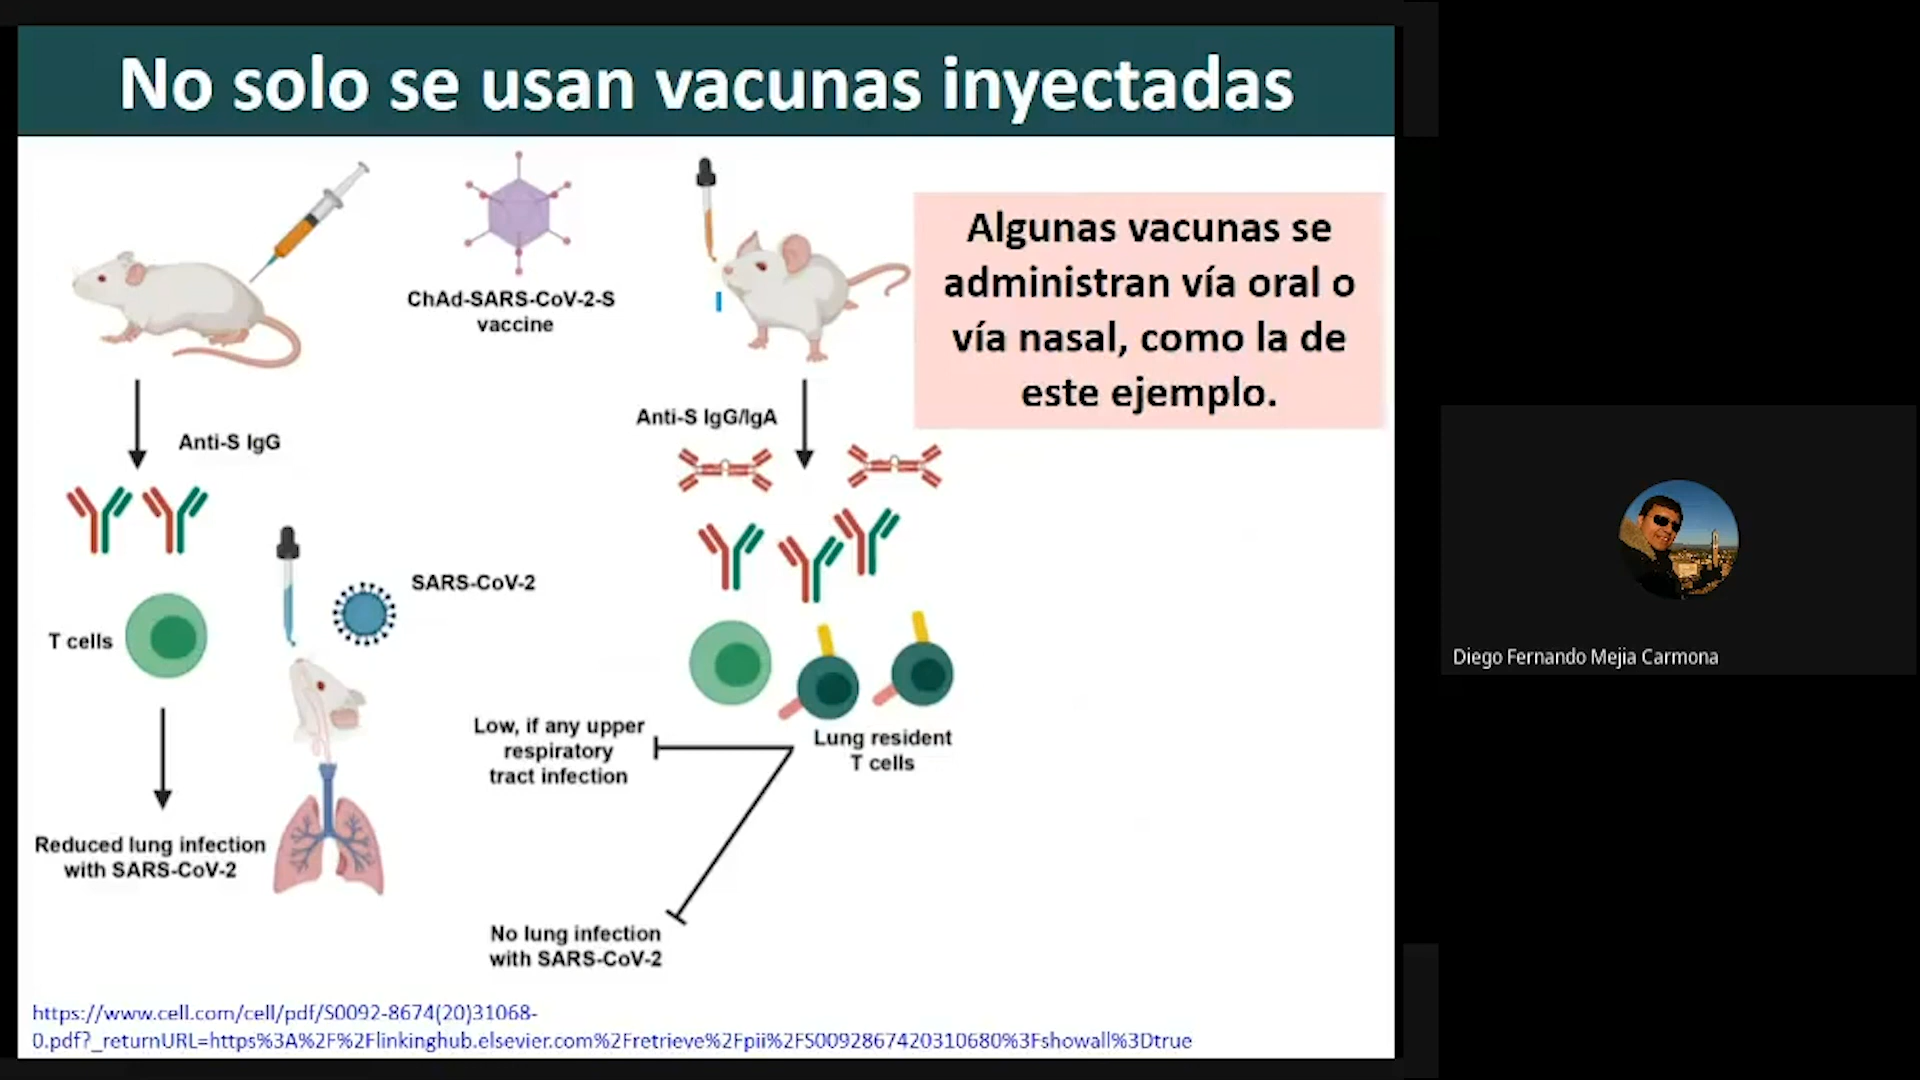 No solo se usan vacunas inyectadas
ChAd-SARS-CoV-2-S
vaccine
Algunas vacunas se
administran vía oral o
vía nasal, como la de
este ejemplo.
Anti-S IgG
Anti-S IgG/IgA
SARS-CoV-2
T cells
Low, if any upper
respiratory
tract infection
Lung resident
T cells
Reduced lung infection
with SARS-CoV-2
No lung infection
with SARS-CoV-2
https://www.cell.com/cell/pdf/S0092-8674(20)31068-
0.pdf?_returnURL=https%3A%2F%2Flinkinghub.elsevier.com%2Fretrieve%2Fpii%2FS0092867420310680%3Fshowall%3Dtrue
Diego Fernando Mejia Carmona